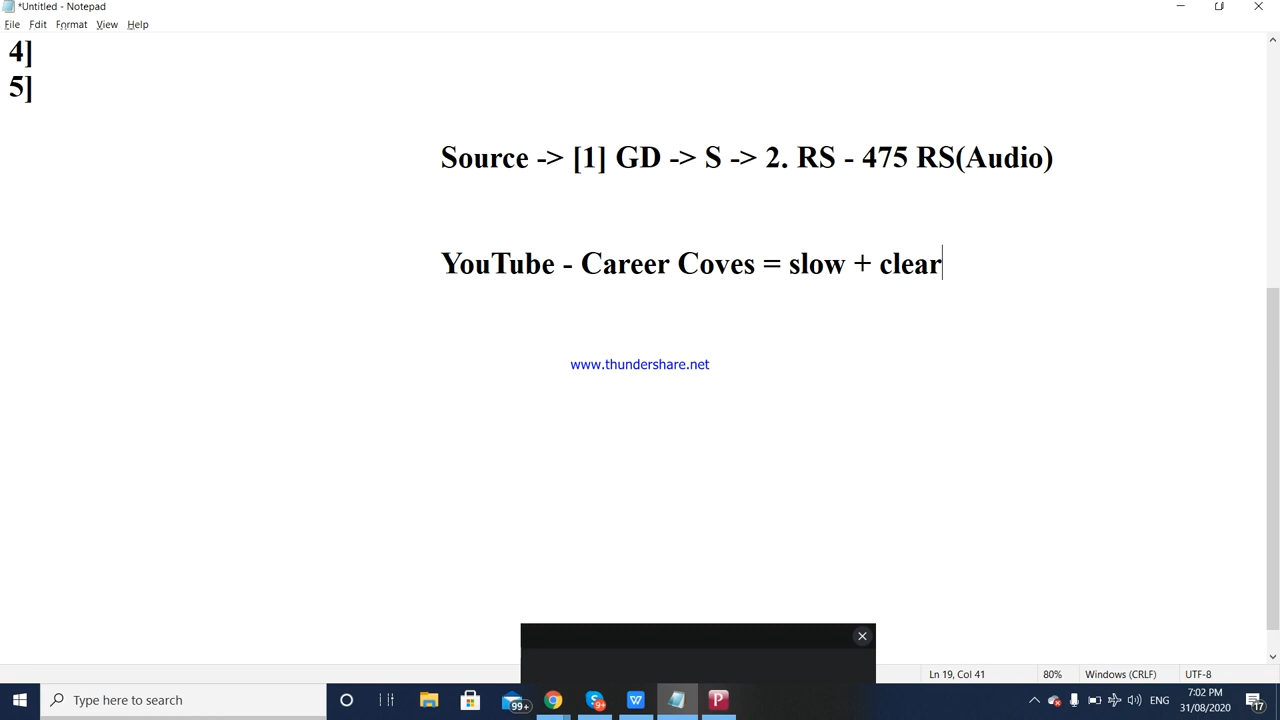 *Untitled - Notepad
File Edit Format View Help
4]
5]
Source -> [1] GD -> S -> 2. RS - 475 RS(Audio)
YouTube - Career Coves = slow + clear
www.thundershare.net
Ln 19, Col 41 80% Windows (CRLF) UTF-8
Type here to search 99+ 9+ W P ENG 7:02 PM 31/08/2020 17